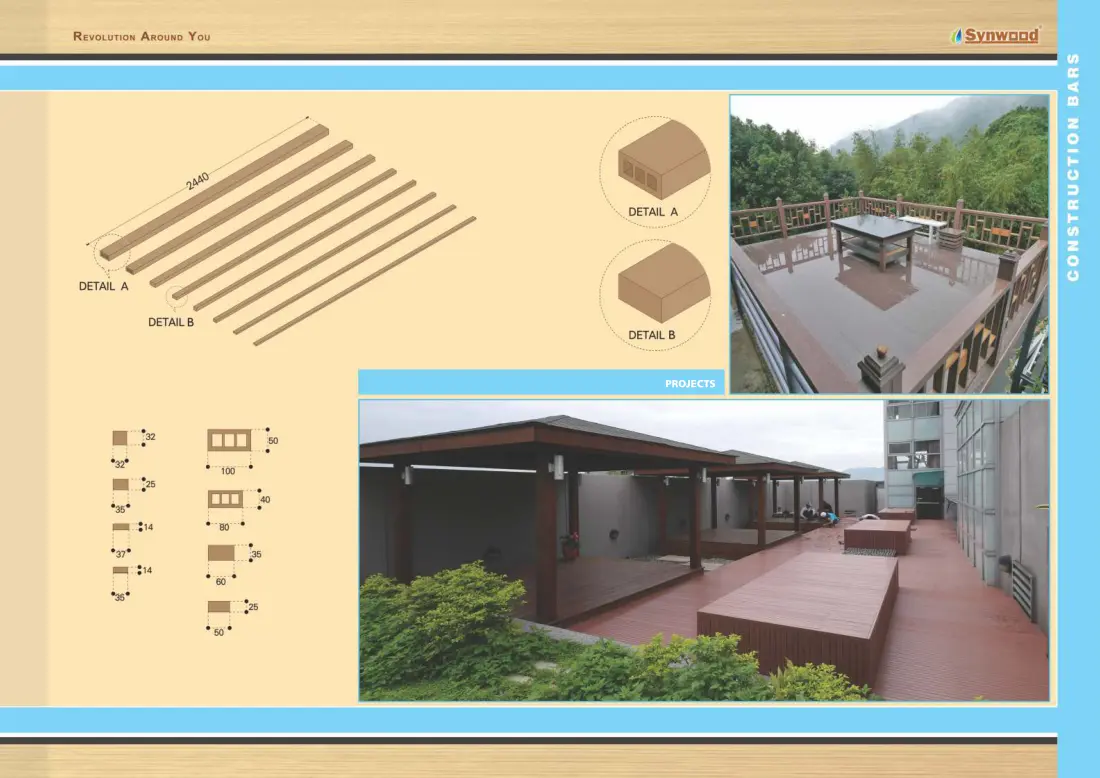 REVOLUTION AROUND YOU
Synwood
CONSTRUCTION BARS
2440
DETAIL A
DETAIL B
DETAIL A
DETAIL B
PROJECTS
32
32
25
35
14
37
14
35
50
100
40
80
35
60
25
50